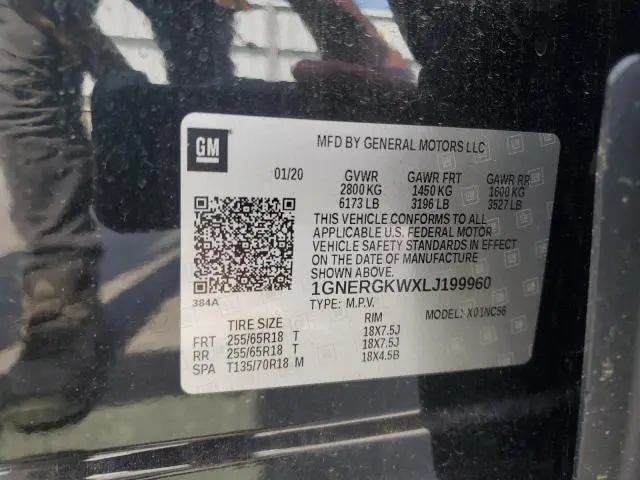 GM
MFD BY GENERAL MOTORS LLC
01/20 GVWR GAWR FRT GAWR RR
2800 KG 1450 KG 1600 KG
6173 LB 3196 LB 3527 LB
THIS VEHICLE CONFORMS TO ALL
APPLICABLE U.S. FEDERAL MOTOR
VEHICLE SAFETY STANDARDS IN EFFECT
ON THE DATE OF MANUFACTURE
SHOWN ABOVE.
384A
1GNERGKWXLJ199960
TYPE: M.P.V. MODEL: X01NC56
TIRE SIZE RIM
FRT 255/65R18 T 18X7.5J
RR 255/65R18 T 18X7.5J
SPA T135/70R18 M 18X4.5B